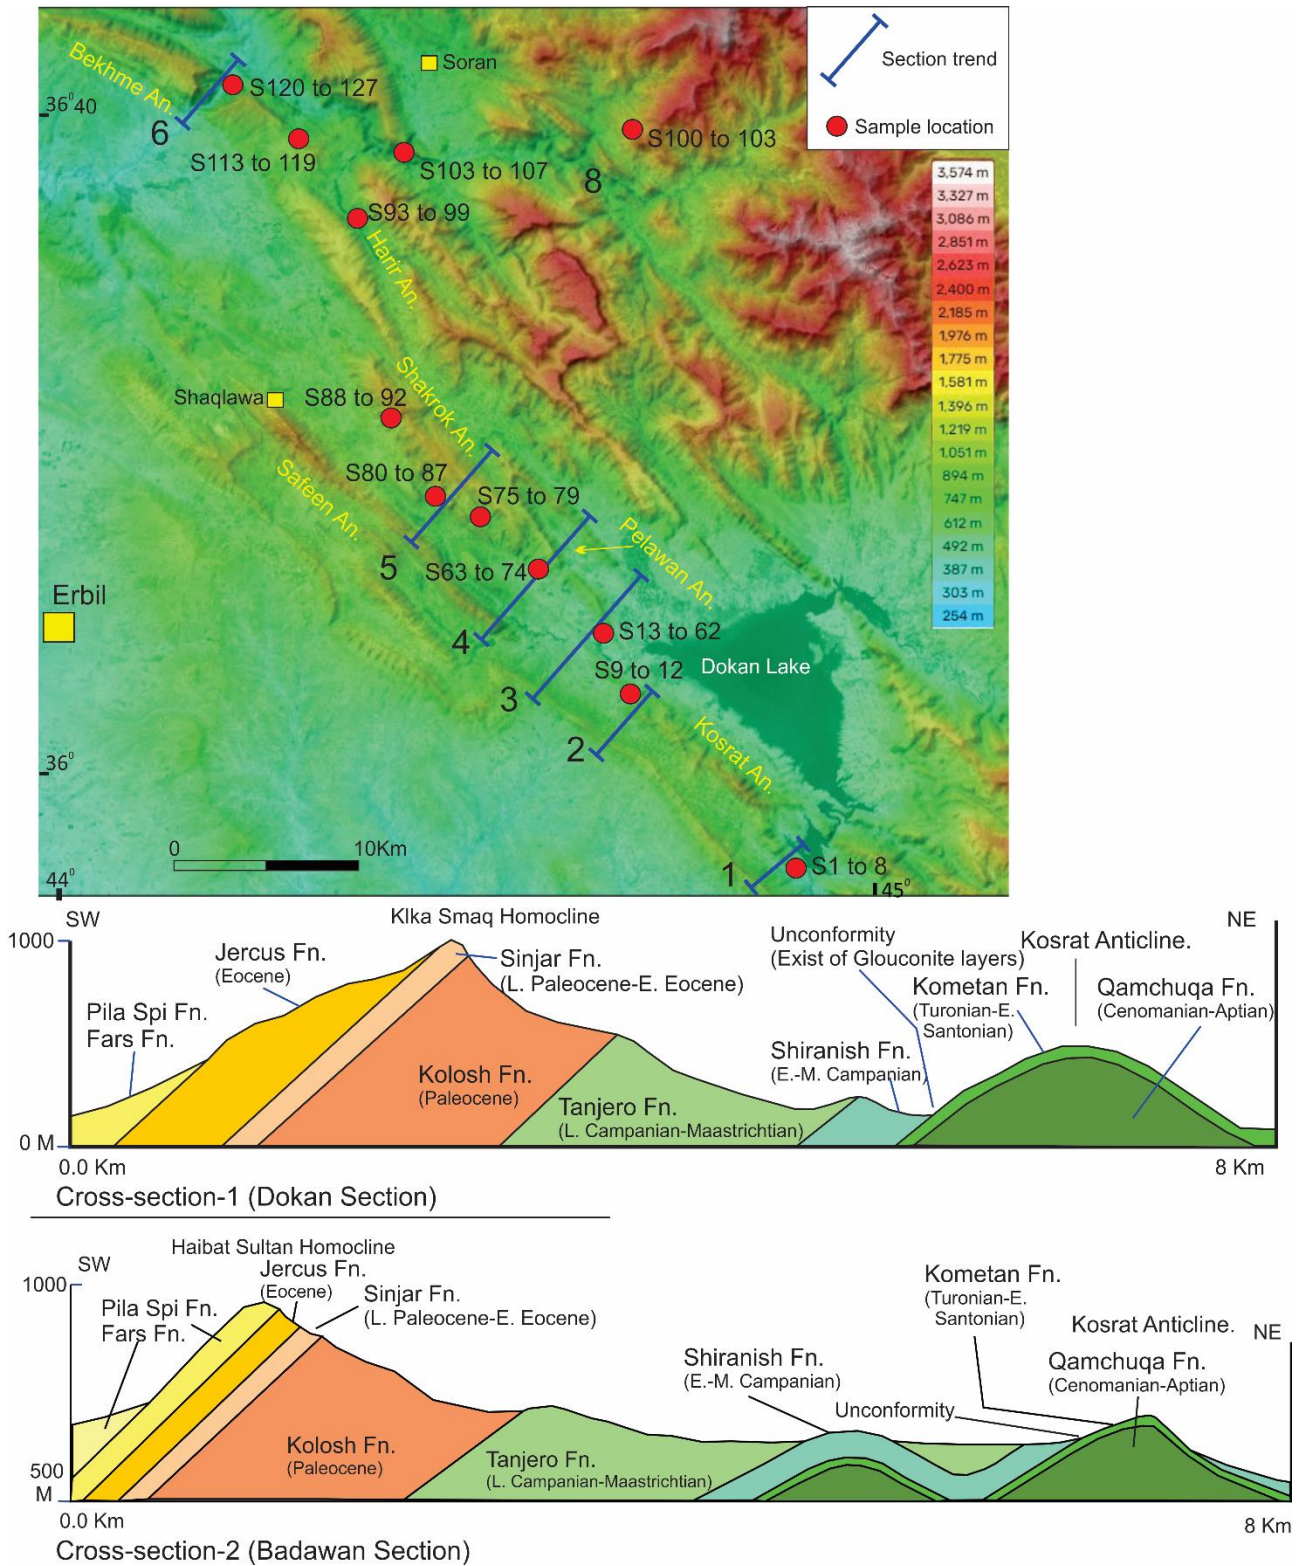 Bekhme An.
Soran
Section trend
Sample location
36⁰ 40
S120 to 127
6
S113 to 119
S103 to 107
S100 to 103
8
S93 to 99
Harir An.
3,574 m
3,327 m
3,086 m
2,851 m
2,623 m
2,400 m
2,185 m
1,976 m
1,775 m
1,581 m
1,396 m
1,219 m
1,051 m
894 m
747 m
612 m
492 m
387 m
303 m
254 m
Shaqlawa
S88 to 92
Shakrok An.
Safeen An.
S80 to 87
S75 to 79
5
S63 to 74
Pelawan An.
Erbil
4
S13 to 62
Dokan Lake
S9 to 12
3
2
Kosrat An.
36⁰
0 10Km
1
S1 to 8
44⁰
45⁰
SW
Klka Smaq Homocline
NE
1000
Jercus Fn.
(Eocene)
Sinjar Fn.
(L. Paleocene-E. Eocene)
Unconformity
(Exist of Glouconite layers)
Kosrat Anticline.
Pila Spi Fn.
Fars Fn.
Kometan Fn.
(Turonian-E.
Santonian)
Qamchuqa Fn.
(Cenomanian-Aptian)
Kolosh Fn.
(Paleocene)
Shiranish Fn.
(E.-M. Campanian)
Tanjero Fn.
(L. Campanian-Maastrichtian)
0 M
0.0 Km
8 Km
Cross-section-1 (Dokan Section)
SW
Haibat Sultan Homocline
1000
Jercus Fn.
(Eocene)
Sinjar Fn.
(L. Paleocene-E. Eocene)
Pila Spi Fn.
Fars Fn.
Kometan Fn.
(Turonian-E.
Santonian)
Kosrat Anticline.
NE
Shiranish Fn.
(E.-M. Campanian)
Qamchuqa Fn.
(Cenomanian-Aptian)
Unconformity
Kolosh Fn.
(Paleocene)
Tanjero Fn.
(L. Campanian-Maastrichtian)
500
M
0.0 Km
8 Km
Cross-section-2 (Badawan Section)